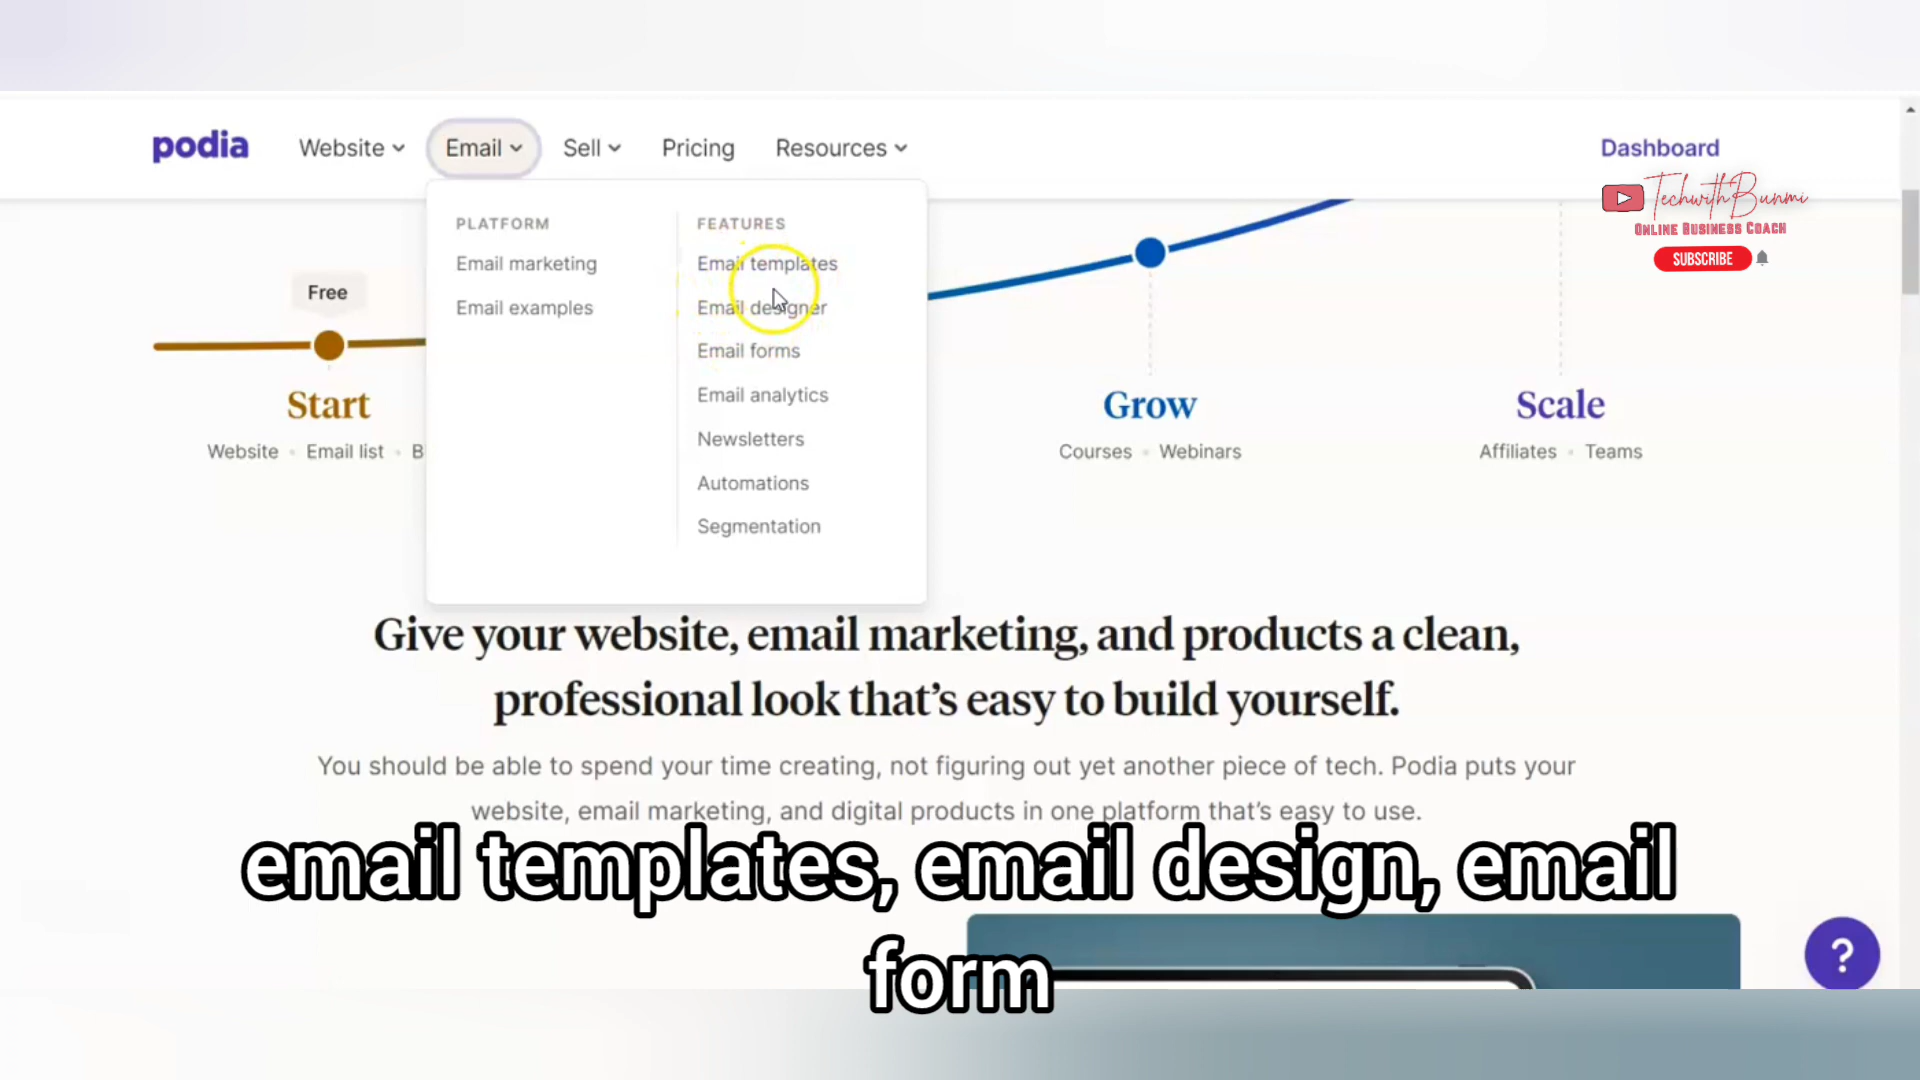 podia
Website
Email
Sell
Pricing
Resources
Dashboard
TechwithBunmi
ONLINE BUSINESS COACH
SUBSCRIBE
PLATFORM
Email marketing
Email examples
FEATURES
Email templates
Email designer
Email forms
Email analytics
Newsletters
Automations
Segmentation
Free
Start
Website • Email list • B
Grow
Courses • Webinars
Scale
Affiliates • Teams
Give your website, email marketing, and products a clean,
professional look that's easy to build yourself.
You should be able to spend your time creating, not figuring out yet another piece of tech. Podia puts your
website, email marketing, and digital products in one platform that's easy to use.
email templates, email design, email
form
?